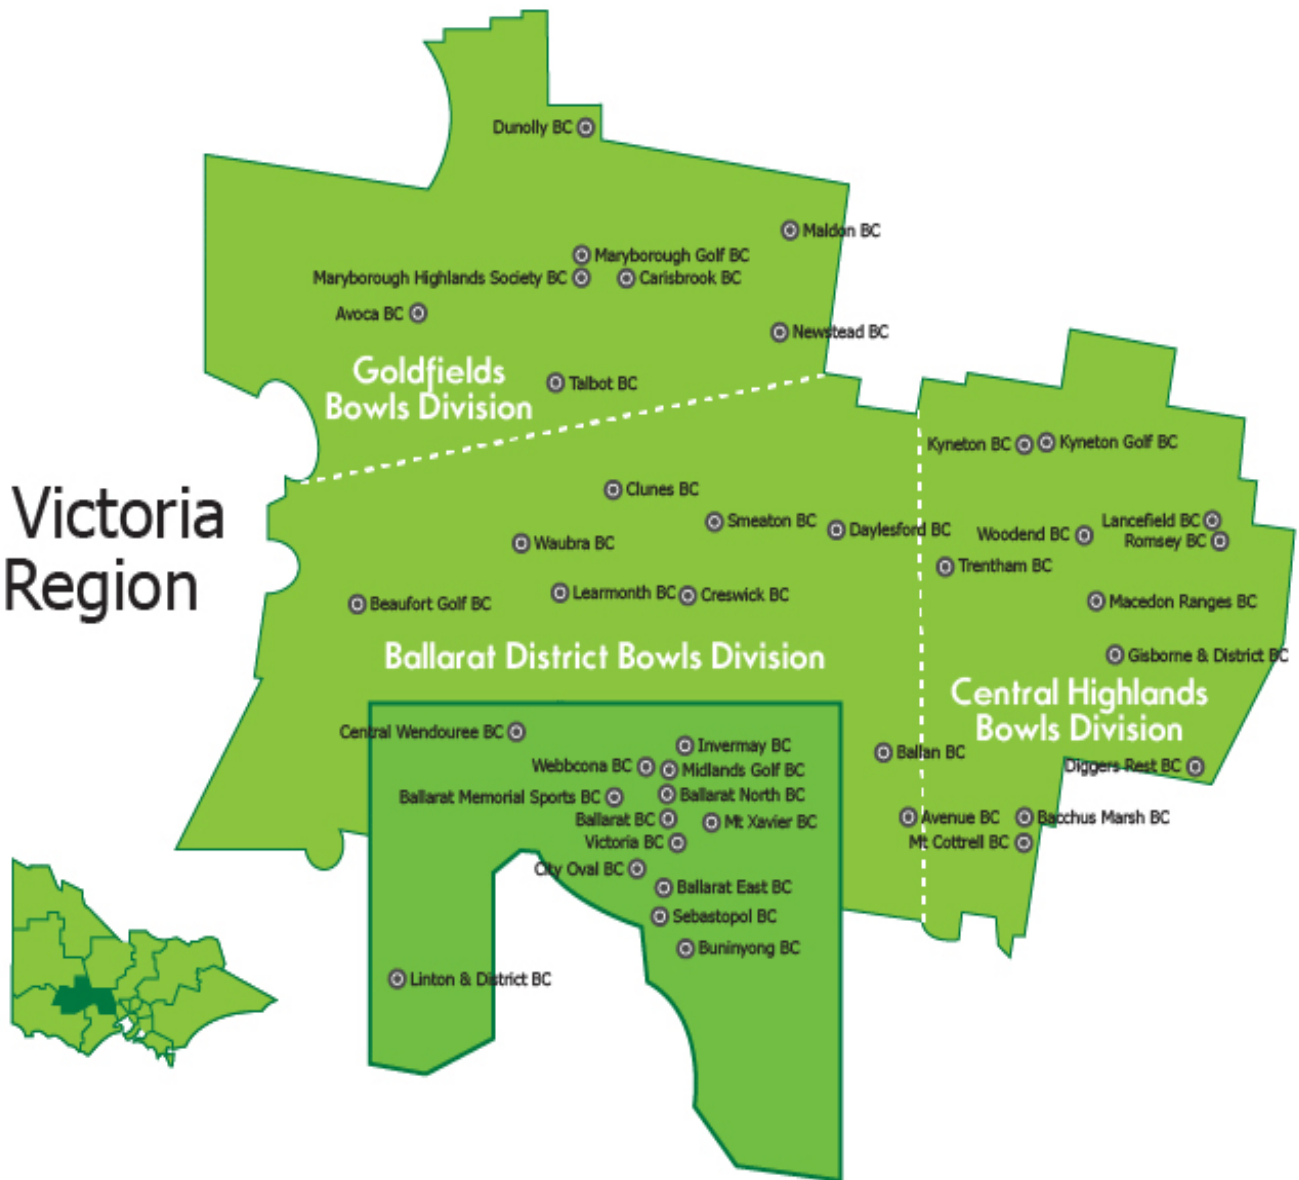 Dunolly BC
Maldon BC
Maryborough Golf BC
Maryborough Highlands Society BC
Carisbrook BC
Avoca BC
Newstead BC
Goldfields
Bowls Division
Talbot BC
Kyneton BC
Kyneton Golf BC
Victoria
Region
Clunes BC
Smeaton BC
Daylesford BC
Waubra BC
Woodend BC
Lancefield BC
Romsey BC
Trentham BC
Learmonth BC
Creswick BC
Beaufort Golf BC
Macedon Ranges BC
Ballarat District Bowls Division
Gisborne & District BC
Central Highlands
Bowls Division
Central Wendouree BC
Invermay BC
Ballan BC
Webbcona BC
Midlands Golf BC
Diggers Rest BC
Ballarat Memorial Sports BC
Ballarat North BC
Ballarat BC
Mt Xavier BC
Avenue BC
Bacchus Marsh BC
Victoria BC
Mt Cottrell BC
City Oval BC
Ballarat East BC
Sebastopol BC
Buninyong BC
Linton & District BC